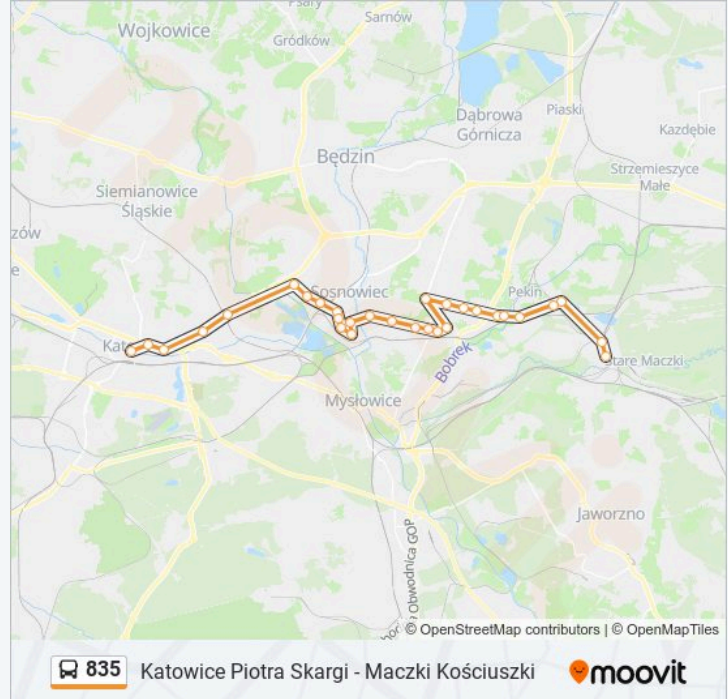 Psary
Sarnów
Wojkowice
Gródków
Dąbrowa
Górnicza
Piaski
Kazdębie
Będzin
Strzemieszyce
Małe
Siemianowice
Śląskie
zów
e
Sosnowiec
Pekin
Kato
Bobrek
Stare Maczki
Mysłowice
Jaworzno
Obwodnica GOP
© OpenStreetMap contributors | © OpenMapTiles
835 Katowice Piotra Skargi - Maczki Kościuszki moovit